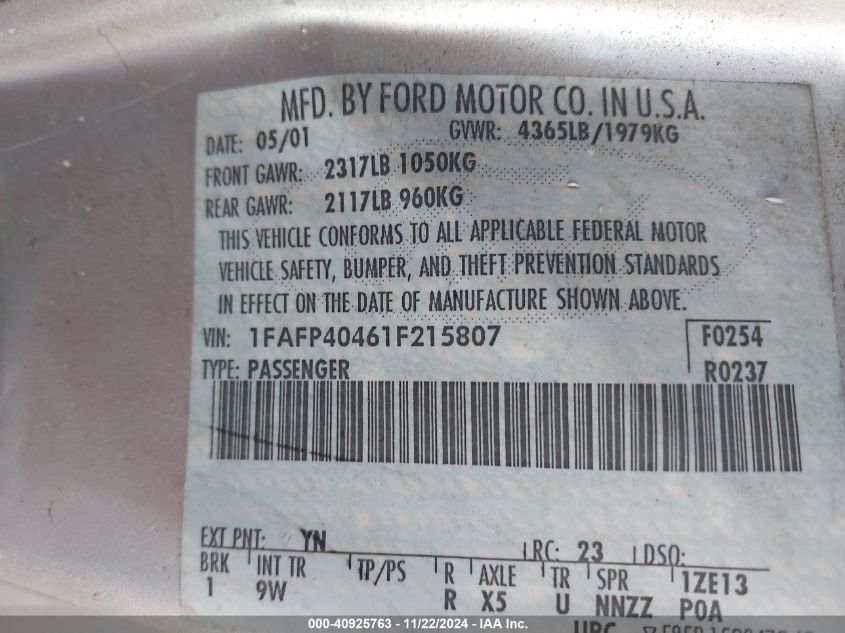 MFD. BY FORD MOTOR CO. IN U.S.A.
DATE: 05/01 GVWR: 4365LB/1979KG
FRONT GAWR: 2317LB 1050KG
REAR GAWR: 2117LB 960KG
THIS VEHICLE CONFORMS TO ALL APPLICABLE FEDERAL MOTOR
VEHICLE SAFETY, BUMPER, AND THEFT PREVENTION STANDARDS
IN EFFECT ON THE DATE OF MANUFACTURE SHOWN ABOVE.
VIN: 1FAFP40461F215807 F0254
TYPE: PASSENGER R0237
EXT PNT: YN RC: 23 DSO:
BRK INT TR TP/PS R AXLE TR SPR 1ZE13
1 9W R X5 U NNZZ POA
UPC
000-40925763 - 11/22/2024 - IAA Inc.